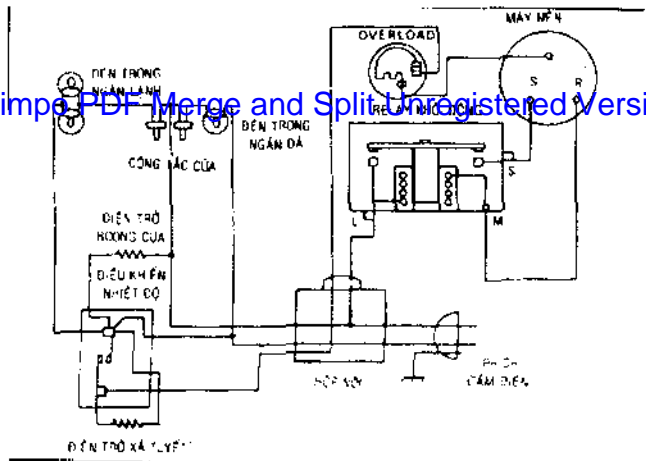 OVERLOAD
MÁY NÉN
ĐÈN TRONG
NGĂN LẠNH
S R
impo PDF Merge and Split Unregistered Versi
ĐÈN TRONG
NGĂN ĐÁ
CÔNG TẮC CỬA
S
L M
ĐIỆN TRỞ
ROONG CỬA
ĐIỀU KHIỂN
NHIỆT ĐỘ
HỘP NỐI
PHÍCH
CẮM ĐIỆN
ĐIỆN TRỞ XẢ TUYẾT